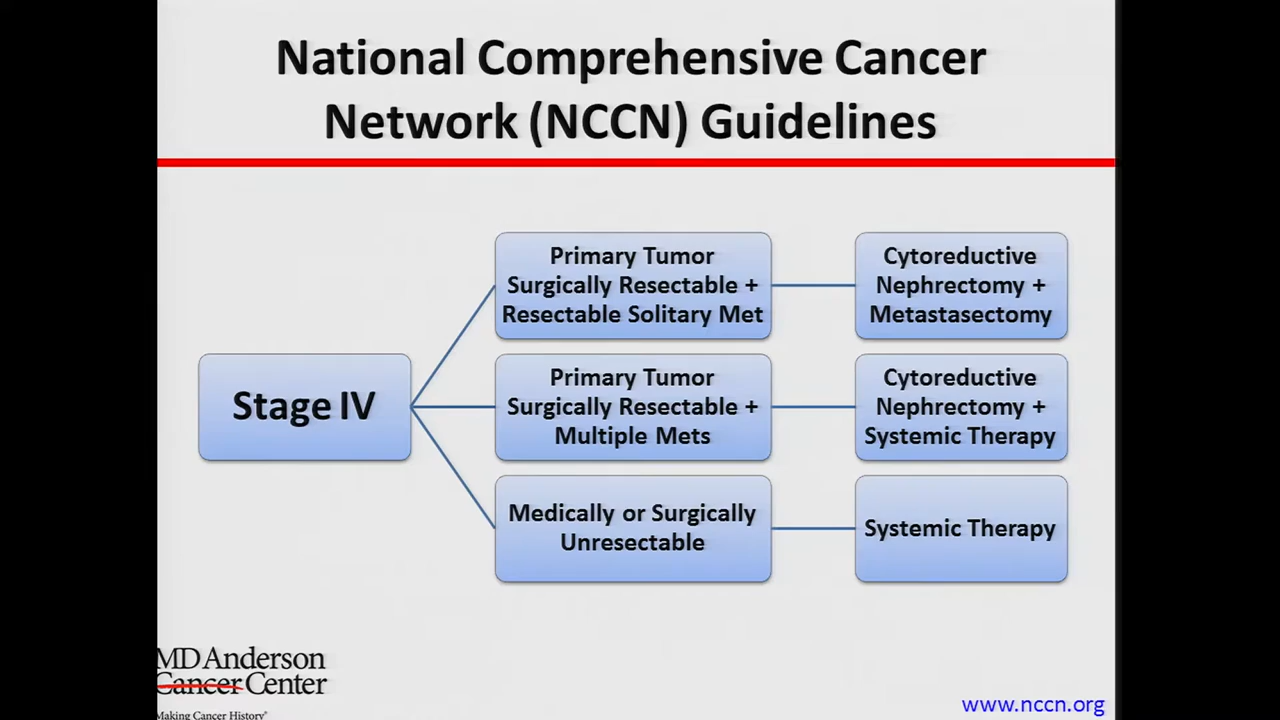 National Comprehensive Cancer
Network (NCCN) Guidelines
Stage IV
Primary Tumor
Surgically Resectable +
Resectable Solitary Met
Cytoreductive
Nephrectomy +
Metastasectomy
Primary Tumor
Surgically Resectable +
Multiple Mets
Cytoreductive
Nephrectomy +
Systemic Therapy
Medically or Surgically
Unresectable
Systemic Therapy
MD Anderson
Cancer Center
Making Cancer History®
www.nccn.org